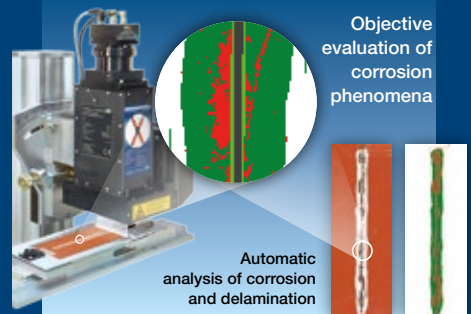 Objective
evaluation of
corrosion
phenomena
Automatic
analysis of corrosion
and delamination